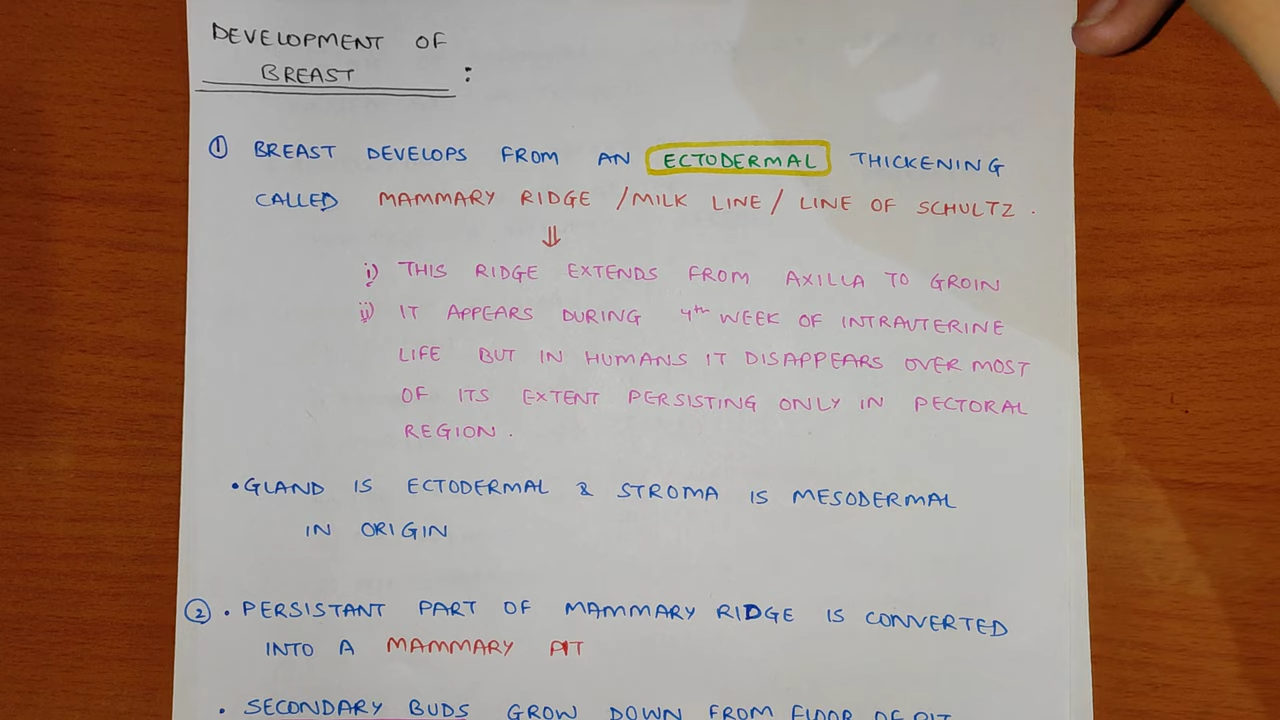 DEVELOPMENT OF
BREAST :
① BREAST DEVELOPS FROM AN ECTODERMAL THICKENING
CALLED MAMMARY RIDGE /MILK LINE/ LINE OF SCHULTZ .
⇓
i) THIS RIDGE EXTENDS FROM AXILLA TO GROIN
ii) IT APPEARS DURING 4th WEEK OF INTRAUTERINE
LIFE BUT IN HUMANS IT DISAPPEARS OVER MOST
OF ITS EXTENT PERSISTING ONLY IN PECTORAL
REGION .
• GLAND IS ECTODERMAL & STROMA IS MESODERMAL
IN ORIGIN
② • PERSISTANT PART OF MAMMARY RIDGE IS CONVERTED
INTO A MAMMARY PIT
• SECONDARY BUDS GROW DOWN FROM FLOOR OF PIT